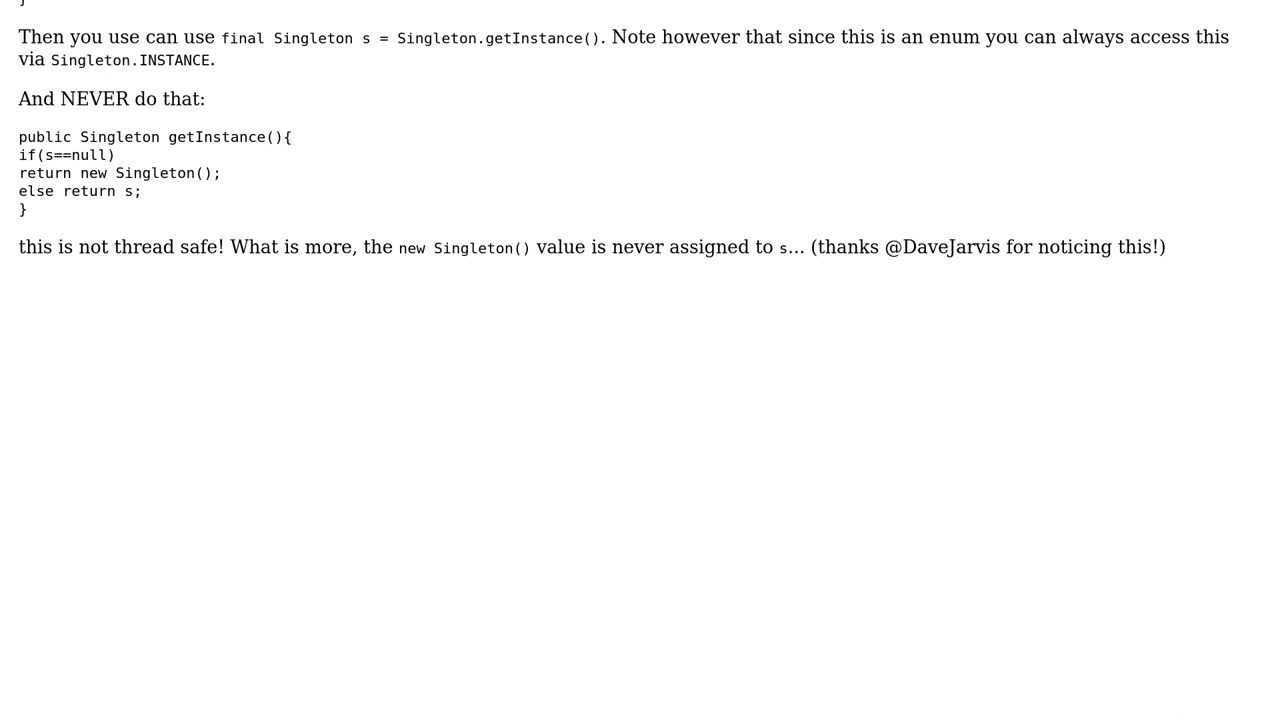 }
Then you use can use final Singleton s = Singleton.getInstance(). Note however that since this is an enum you can always access this
via Singleton.INSTANCE.
And NEVER do that:
public Singleton getInstance(){
if(s==null)
return new Singleton();
else return s;
}
this is not thread safe! What is more, the new Singleton() value is never assigned to s... (thanks @DaveJarvis for noticing this!)